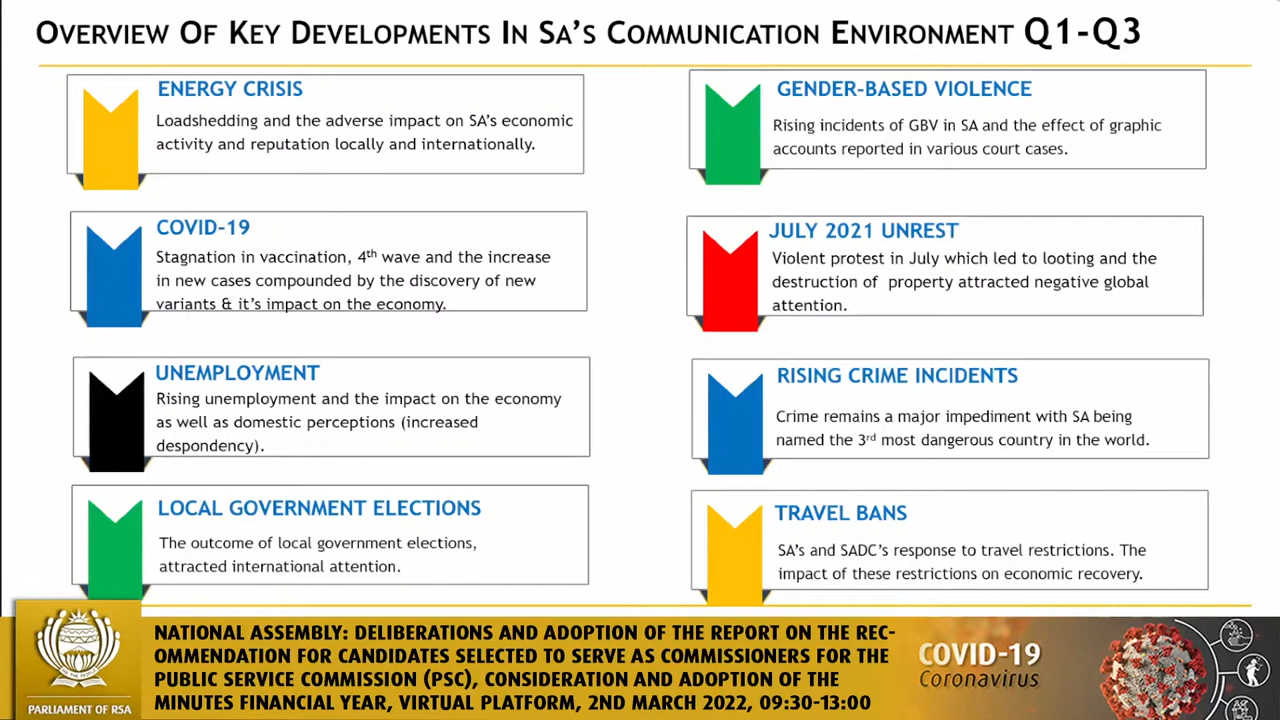 OVERVIEW OF KEY DEVELOPMENTS IN SA'S COMMUNICATION ENVIRONMENT Q1-Q3
ENERGY CRISIS
Loadshedding and the adverse impact on SA's economic
activity and reputation locally and internationally.
COVID-19
Stagnation in vaccination, 4th wave and the increase
in new cases compounded by the discovery of new
variants & it's impact on the economy.
UNEMPLOYMENT
Rising unemployment and the impact on the economy
as well as domestic perceptions (increased
despondency).
LOCAL GOVERNMENT ELECTIONS
The outcome of local government elections,
attracted international attention.
GENDER-BASED VIOLENCE
Rising incidents of GBV in SA and the effect of graphic
accounts reported in various court cases.
JULY 2021 UNREST
Violent protest in July which led to looting and the
destruction of property attracted negative global
attention.
RISING CRIME INCIDENTS
Crime remains a major impediment with SA being
named the 3rd most dangerous country in the world.
TRAVEL BANS
SA's and SADC's response to travel restrictions. The
impact of these restrictions on economic recovery.
PARLIAMENT OF RSA
NATIONAL ASSEMBLY: DELIBERATIONS AND ADOPTION OF THE REPORT ON THE REC-
OMMENDATION FOR CANDIDATES SELECTED TO SERVE AS COMMISSIONERS FOR THE
PUBLIC SERVICE COMMISSION (PSC), CONSIDERATION AND ADOPTION OF THE
MINUTES FINANCIAL YEAR, VIRTUAL PLATFORM, 2ND MARCH 2022, 09:30-13:00
COVID-19
Coronavirus